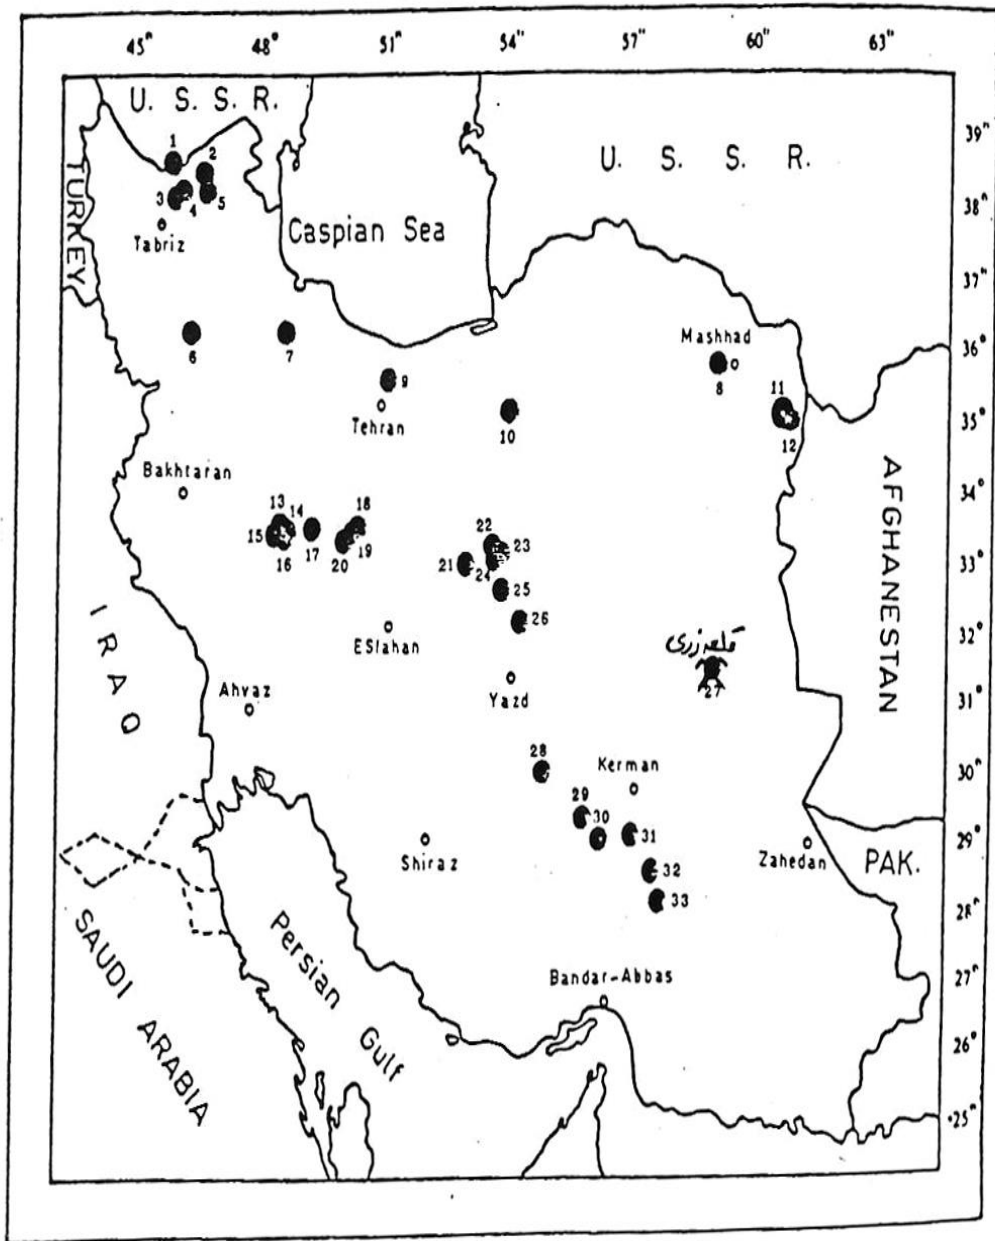 45° 48° 51° 54° 57° 60° 63°
U. S. S. R.
U. S. S. R.
39°
1
2
TURKEY
3 4 5
38°
Tabriz
Caspian Sea
37°
Mashhad
6
7
36°
8
9
11
Tehran
10
35°
12
Bakhtaran
34°
13 14 18
15
16
17
19
20
22
23
21
24
33°
25
AFGHANESTAN
26
IRAQ
ESfahan
32°
قلعه زری
27
Ahvaz
Yazd
31°
28
Kerman
30°
29
30
31
29°
Shiraz
Zahedan
PAK.
32
33
28°
SAUDI ARABIA
Persian Gulf
Bandar-Abbas
27°
26°
25°